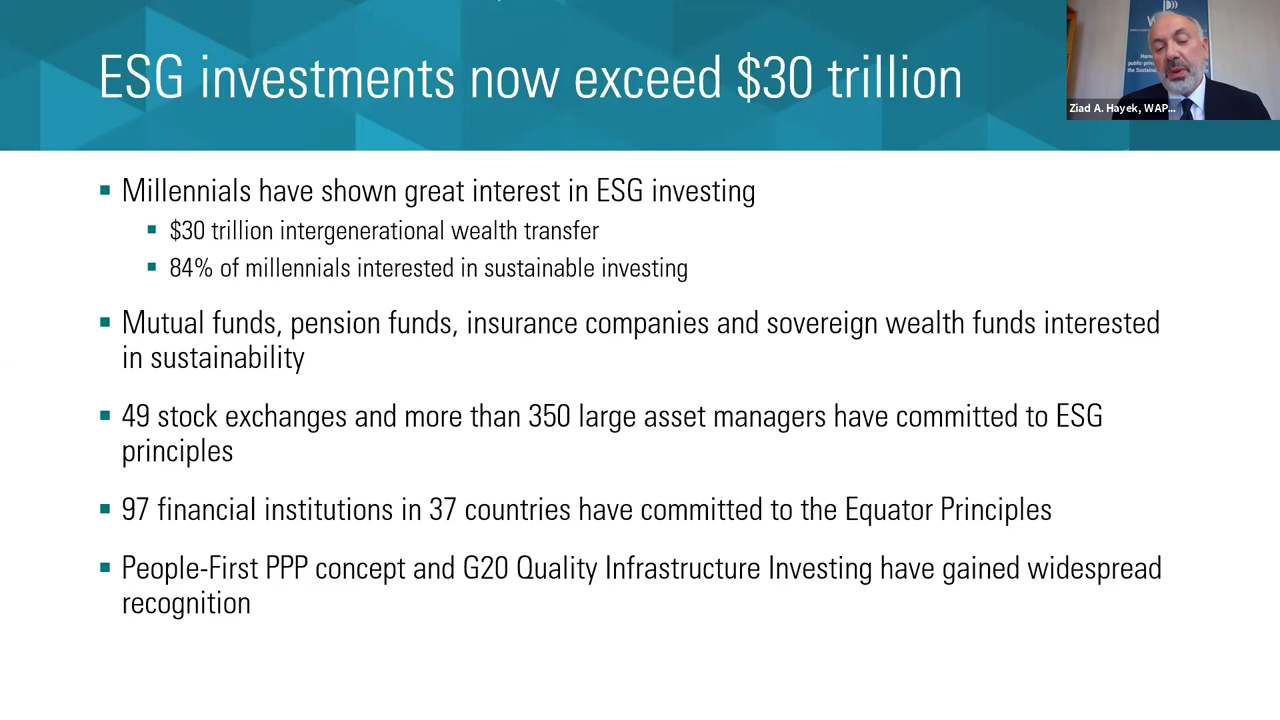 ESG investments now exceed $30 trillion
Ziad A. Hayek, WAP...
Millennials have shown great interest in ESG investing
$30 trillion intergenerational wealth transfer
84% of millennials interested in sustainable investing
Mutual funds, pension funds, insurance companies and sovereign wealth funds interested
in sustainability
49 stock exchanges and more than 350 large asset managers have committed to ESG
principles
97 financial institutions in 37 countries have committed to the Equator Principles
People-First PPP concept and G20 Quality Infrastructure Investing have gained widespread
recognition